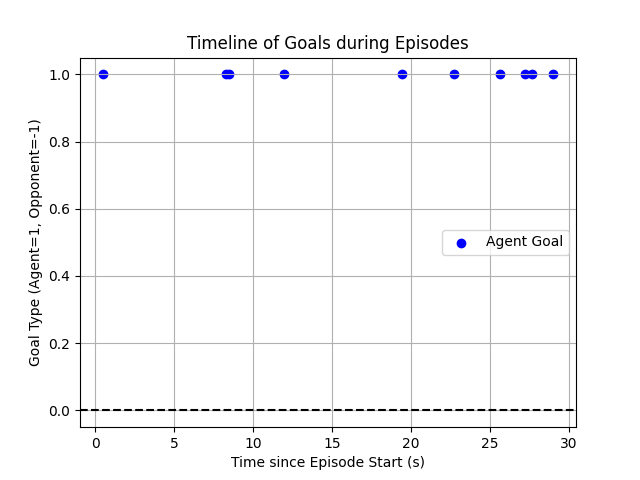 Timeline of Goals during Episodes
Goal Type (Agent=1, Opponent=-1)
1.0
0.8
0.6
0.4
0.2
0.0
Agent Goal
0 5 10 15 20 25 30
Time since Episode Start (s)